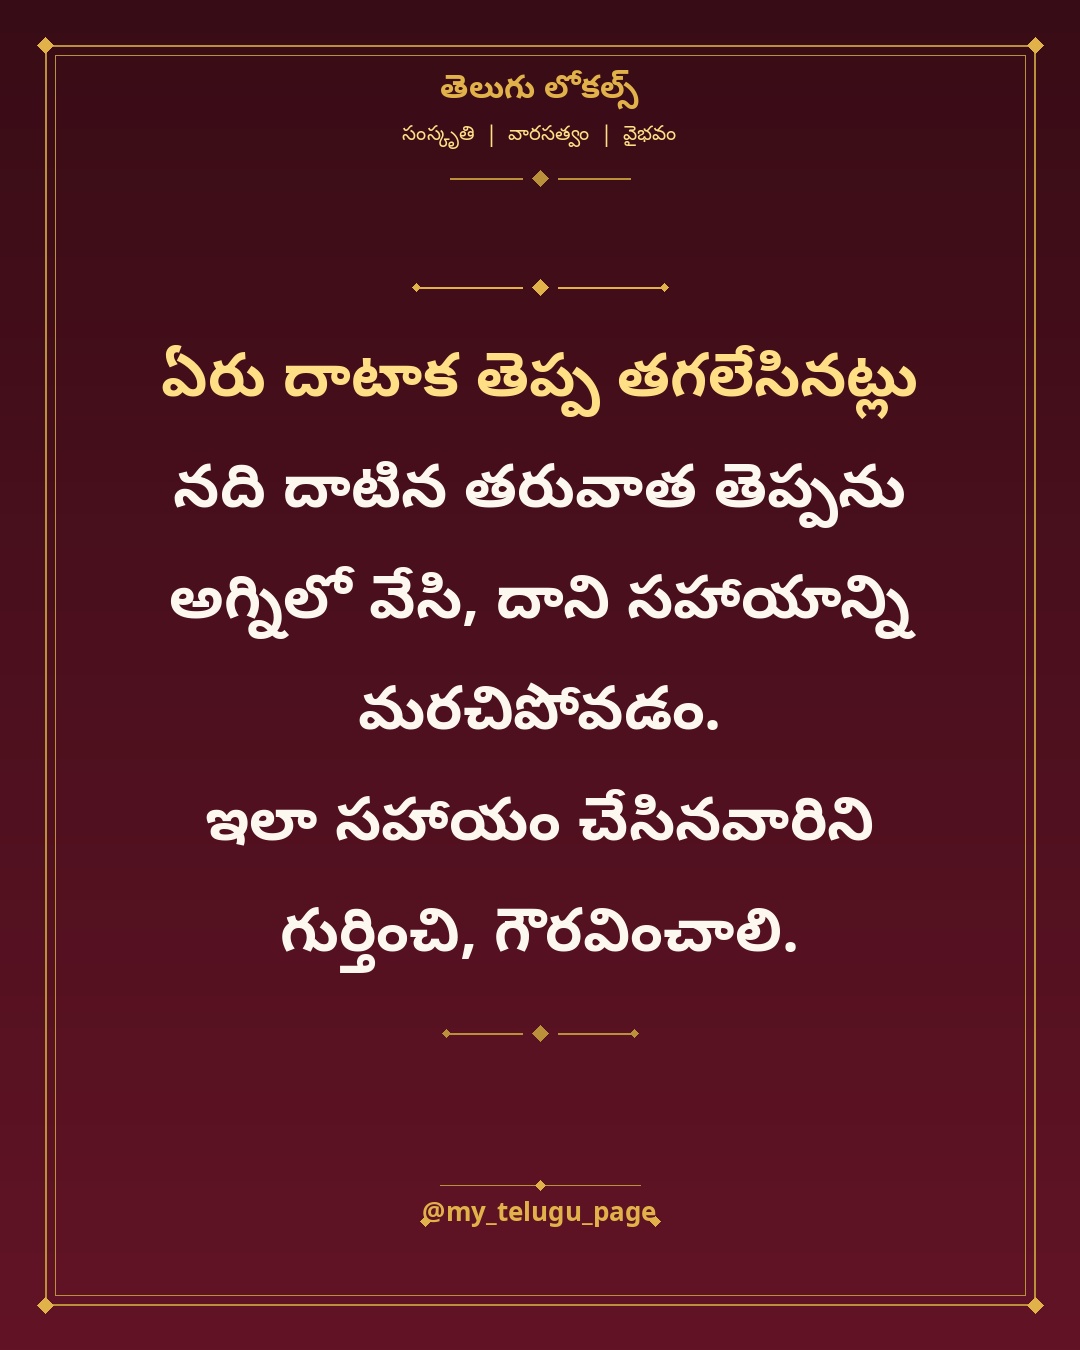 తెలుగు లోకల్స్
సంస్కృతి | వారసత్వం | వైభవం
ఏరు దాటాక తెప్ప తగలేసినట్లు
నది దాటిన తరువాత తెప్పను
అగ్నిలో వేసి, దాని సహాయాన్ని
మరచిపోవడం.
ఇలా సహాయం చేసినవారిని
గుర్తించి, గౌరవించాలి.
@my_telugu_page